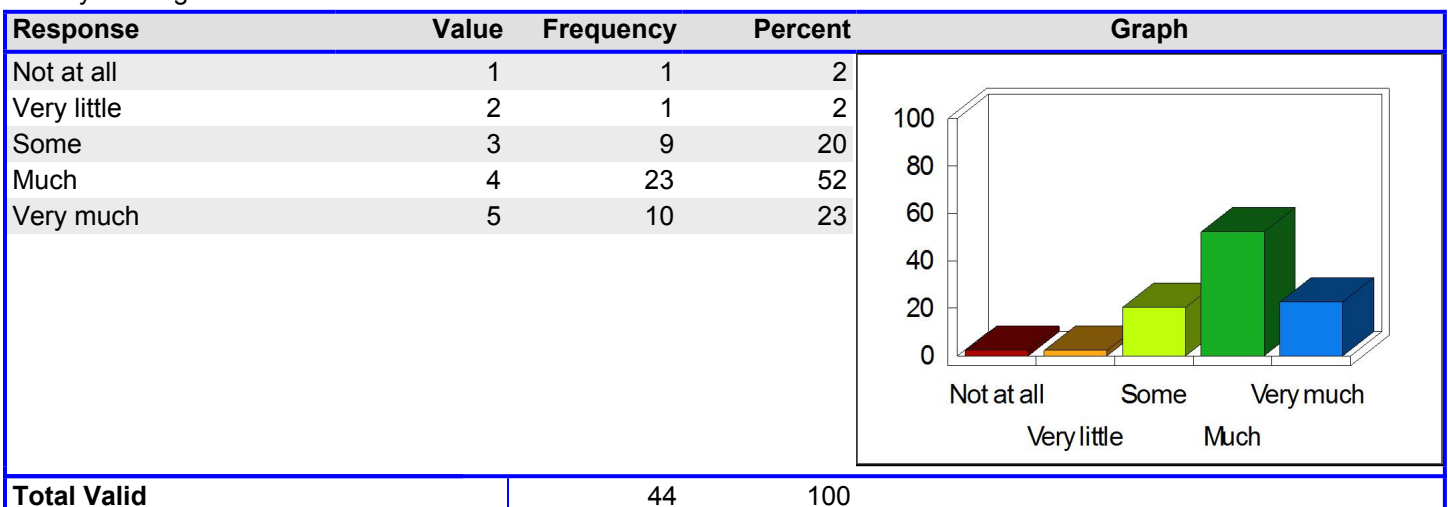 Response Value Frequency Percent Graph
Not at all 1 1 2
Very little 2 1 2
Some 3 9 20
Much 4 23 52
Very much 5 10 23
100
80
60
40
20
0
Not at all Some Very much
Very little Much
Total Valid 44 100